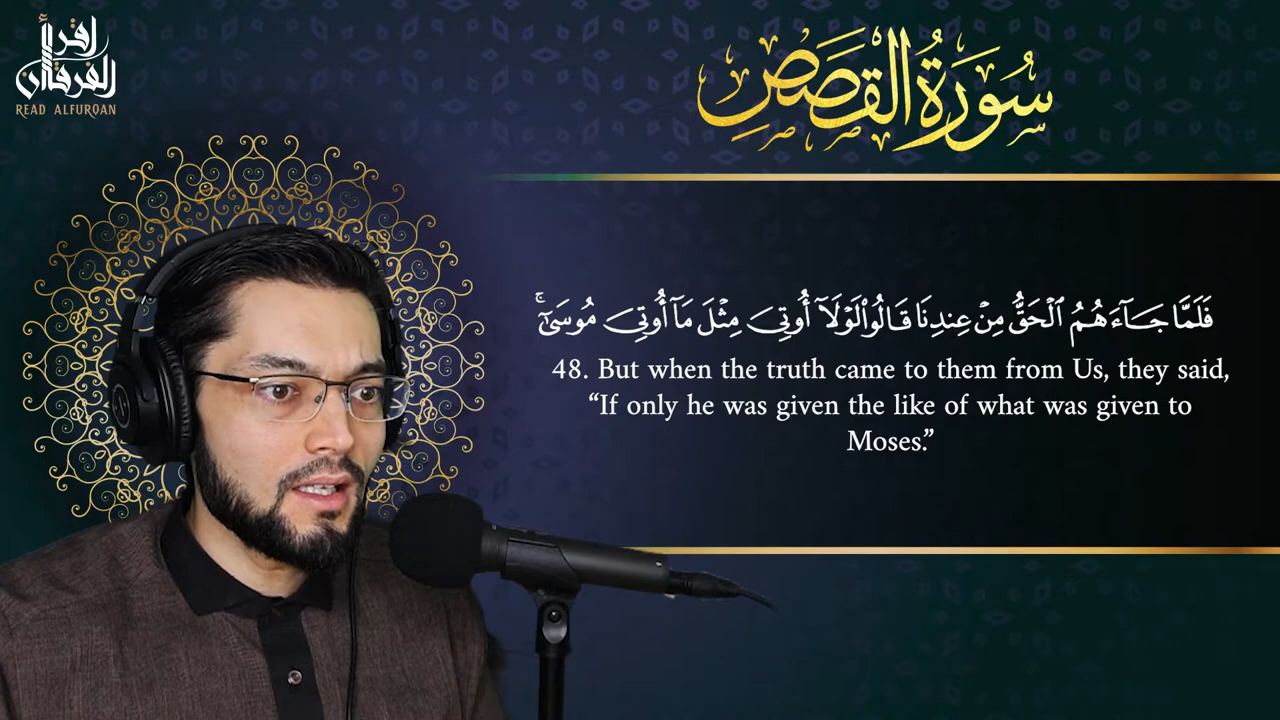 اقرأ
الفرقان
READ ALFURQAN
سُورَةُ القَصَصِ
فَلَمَّا جَآءَهُمُ ٱلْحَقُّ مِنْ عِندِنَا قَالُوا۟ لَوْلَآ أُوتِىَ مِثْلَ مَآ أُوتِىَ مُوسَىٰٓ ۚ
48. But when the truth came to them from Us, they said,
“If only he was given the like of what was given to
Moses.”